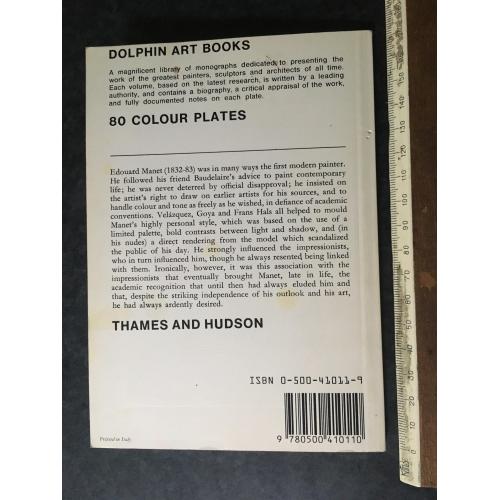 DOLPHIN ART BOOKS
A magnificent library of monographs dedicated to presenting the
work of the greatest painters, sculptors and architects of all time.
Each volume, based on the latest research, is written by a leading
authority, and contains a biography, a critical appraisal of the work,
and fully documented notes on each plate.
80 COLOUR PLATES
Edouard Manet (1832-83) was in many ways the first modern painter.
He followed his friend Baudelaire's advice to paint contemporary
life; he was never deterred by official disapproval; he insisted on
the artist's right to draw on earlier artists for his sources, and to
handle colour and tone as freely as he wished, in defiance of academic
conventions. Velázquez, Goya and Frans Hals all helped to mould
Manet's highly personal style, which was based on the use of a
limited palette, bold contrasts between light and shadow, and (in
his nudes) a direct rendering from the model which scandalized
the public of his day. He strongly influenced the impressionists,
who in turn influenced him, though he always resented being linked
with them. Ironically, however, it was this association with the
impressionists that eventually brought Manet, late in life, the
academic recognition that until then had always eluded him and
that, despite the striking independence of his outlook and his art,
he had always ardently desired.
THAMES AND HUDSON
ISBN 0-500-41011-9
9 780500 410110
Printed in Italy